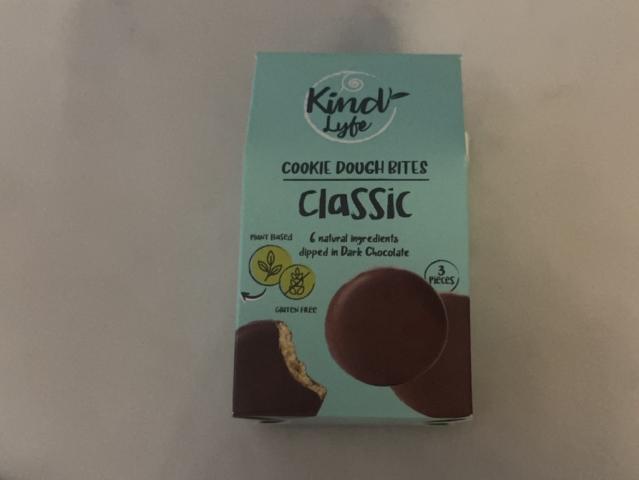 Kind
Lyfe
COOKIE DOUGH BITES
Classic
6 natural ingredients
dipped in Dark Chocolate
PLANT BASED
GLUTEN FREE
3
PIECES